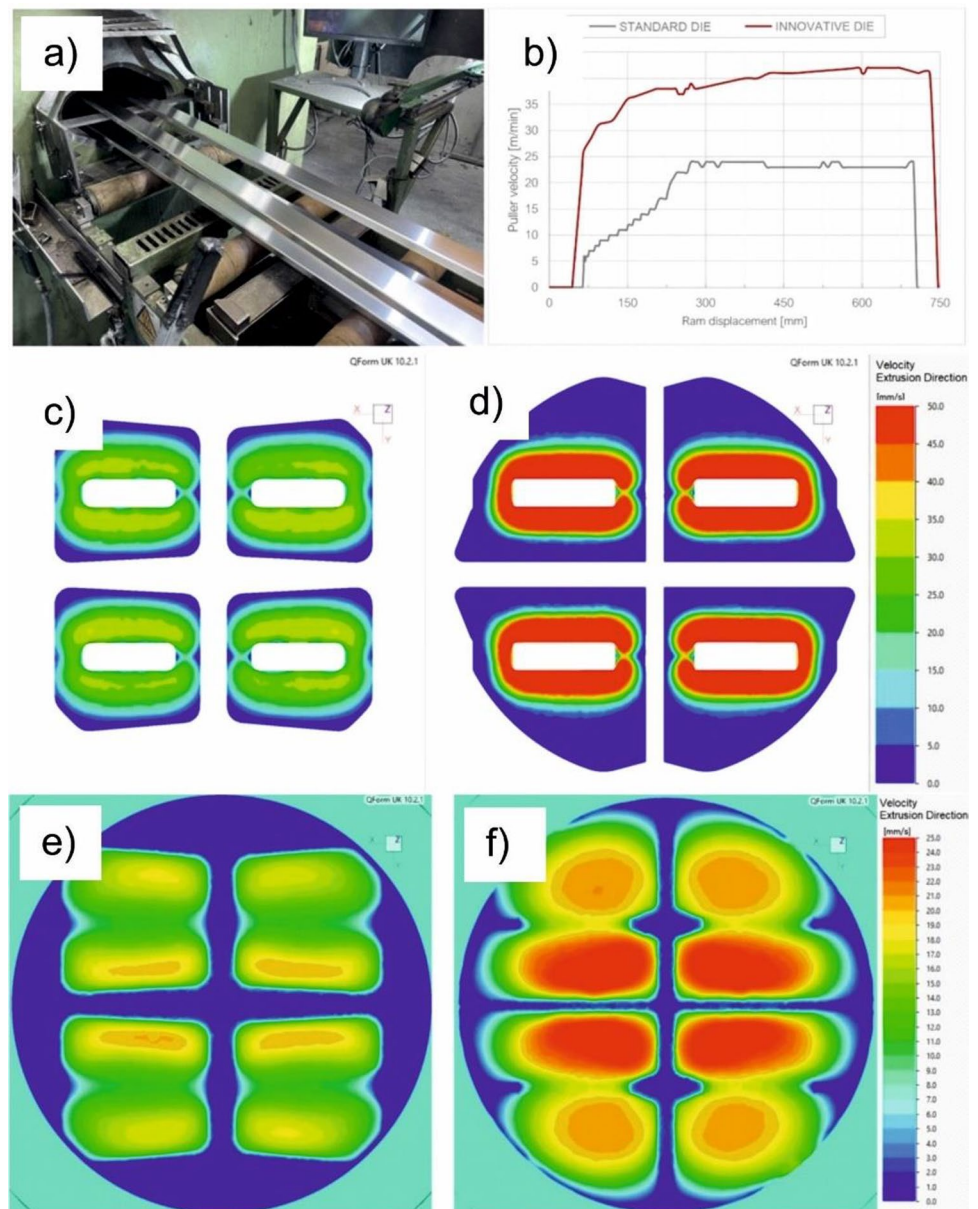 a)
b)
STANDARD DIE
INNOVATIVE DIE
Puller velocity [m/min]
35
30
25
20
15
10
5
0
0
150
300
450
600
750
Ram displacement [mm]
QForm UK 10.2.1
c)
X
Z
Y
QForm UK 10.2.1
d)
X
Z
Y
Velocity
Extrusion Direction
[mm/s]
50.0
45.0
40.0
35.0
30.0
25.0
20.0
15.0
10.0
5.0
0.0
e)
QForm UK 10.2.1
Z
f)
QForm UK 10.2.1
Z
Velocity
Extrusion Direction
[mm/s]
25.0
24.0
23.0
22.0
21.0
20.0
19.0
18.0
17.0
16.0
15.0
14.0
13.0
12.0
11.0
10.0
9.0
8.0
7.0
6.0
5.0
4.0
3.0
2.0
1.0
0.0